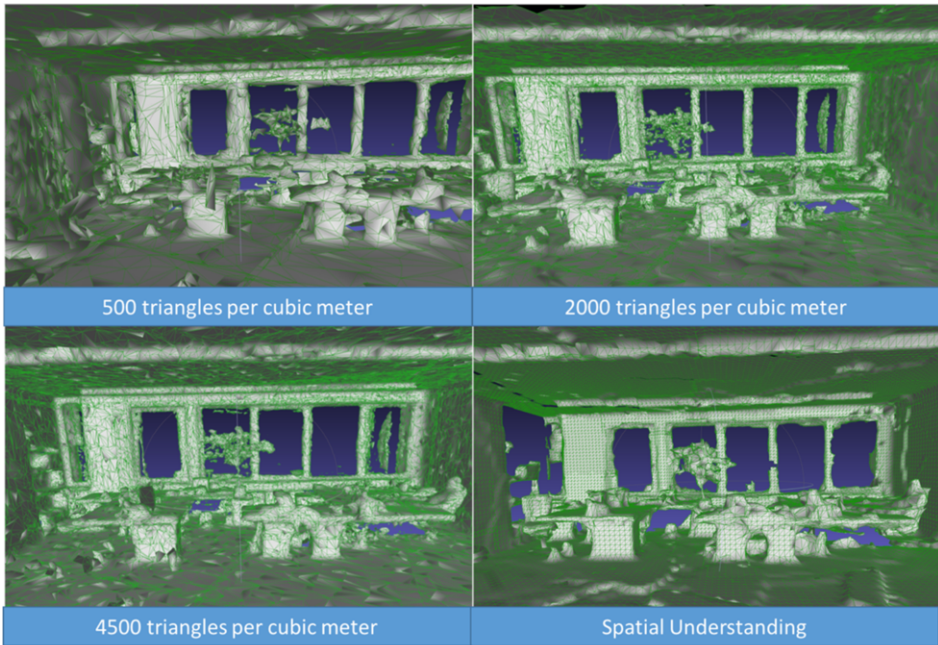 500 triangles per cubic meter
2000 triangles per cubic meter
4500 triangles per cubic meter
Spatial Understanding